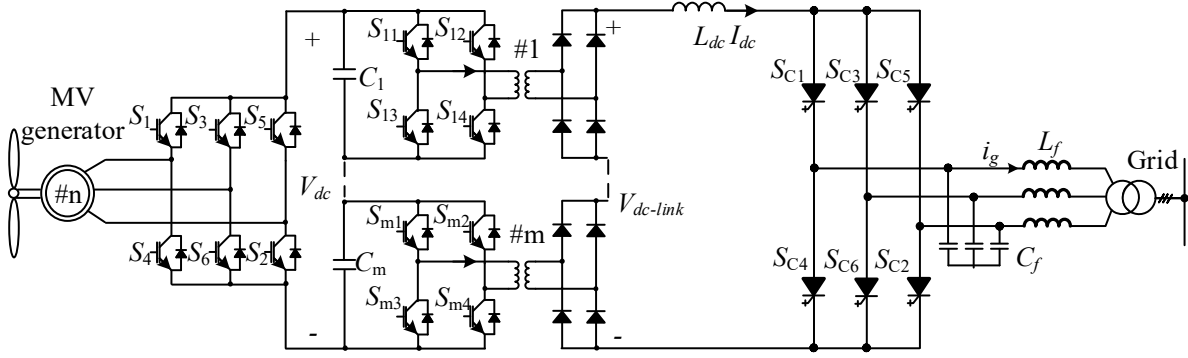 MV
generator
#n
S1
S3
S5
S4
S6
S2
+
Vdc
-
C1
S11
S12
S13
S14
#1
Cm
Sm1
Sm2
Sm3
Sm4
#m
+
Vdc-link
-
Ldc Idc
SC1
SC3
SC5
SC4
SC6
SC2
ig
Lf
Cf
Grid